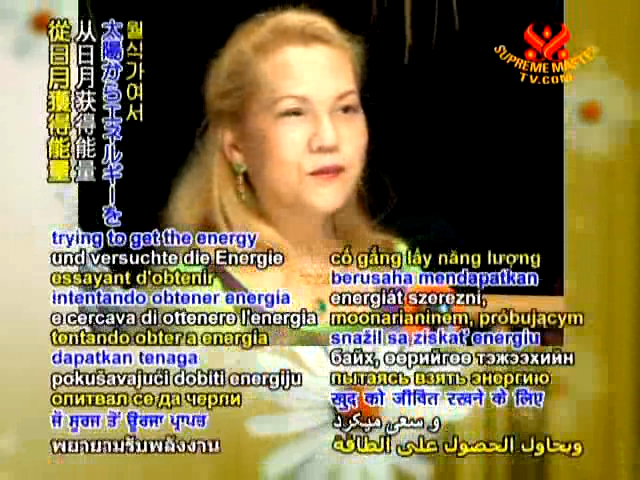 從日月獲得能量
从日月获得能量
太陽からエネルギーを
월식가여서
SUPREME MASTER
TV.COM
trying to get the energy
und versuchte die Energie
essayant d'obtenir
intentando obtener energía
e cercava di ottenere l'energia
tentando obter a energia
dapatkan tenaga
pokušavajući dobiti energiju
опитвал се да черпи
ਜੋ ਸੂਰਜ ਤੋਂ ਊਰਜਾ ਪ੍ਰਾਪਤ
พยายามรับพลังงาน
cố gắng lấy năng lượng
berusaha mendapatkan
energiát szerezni,
moonarianinem, próbującym
snažil sa získať energiu
байх, өөрийгөө тэжээхийн
пытаясь взять энергию
खुद को जीवित रखने के लिए
و سعی میکرد
ويحاول الحصول على الطاقة